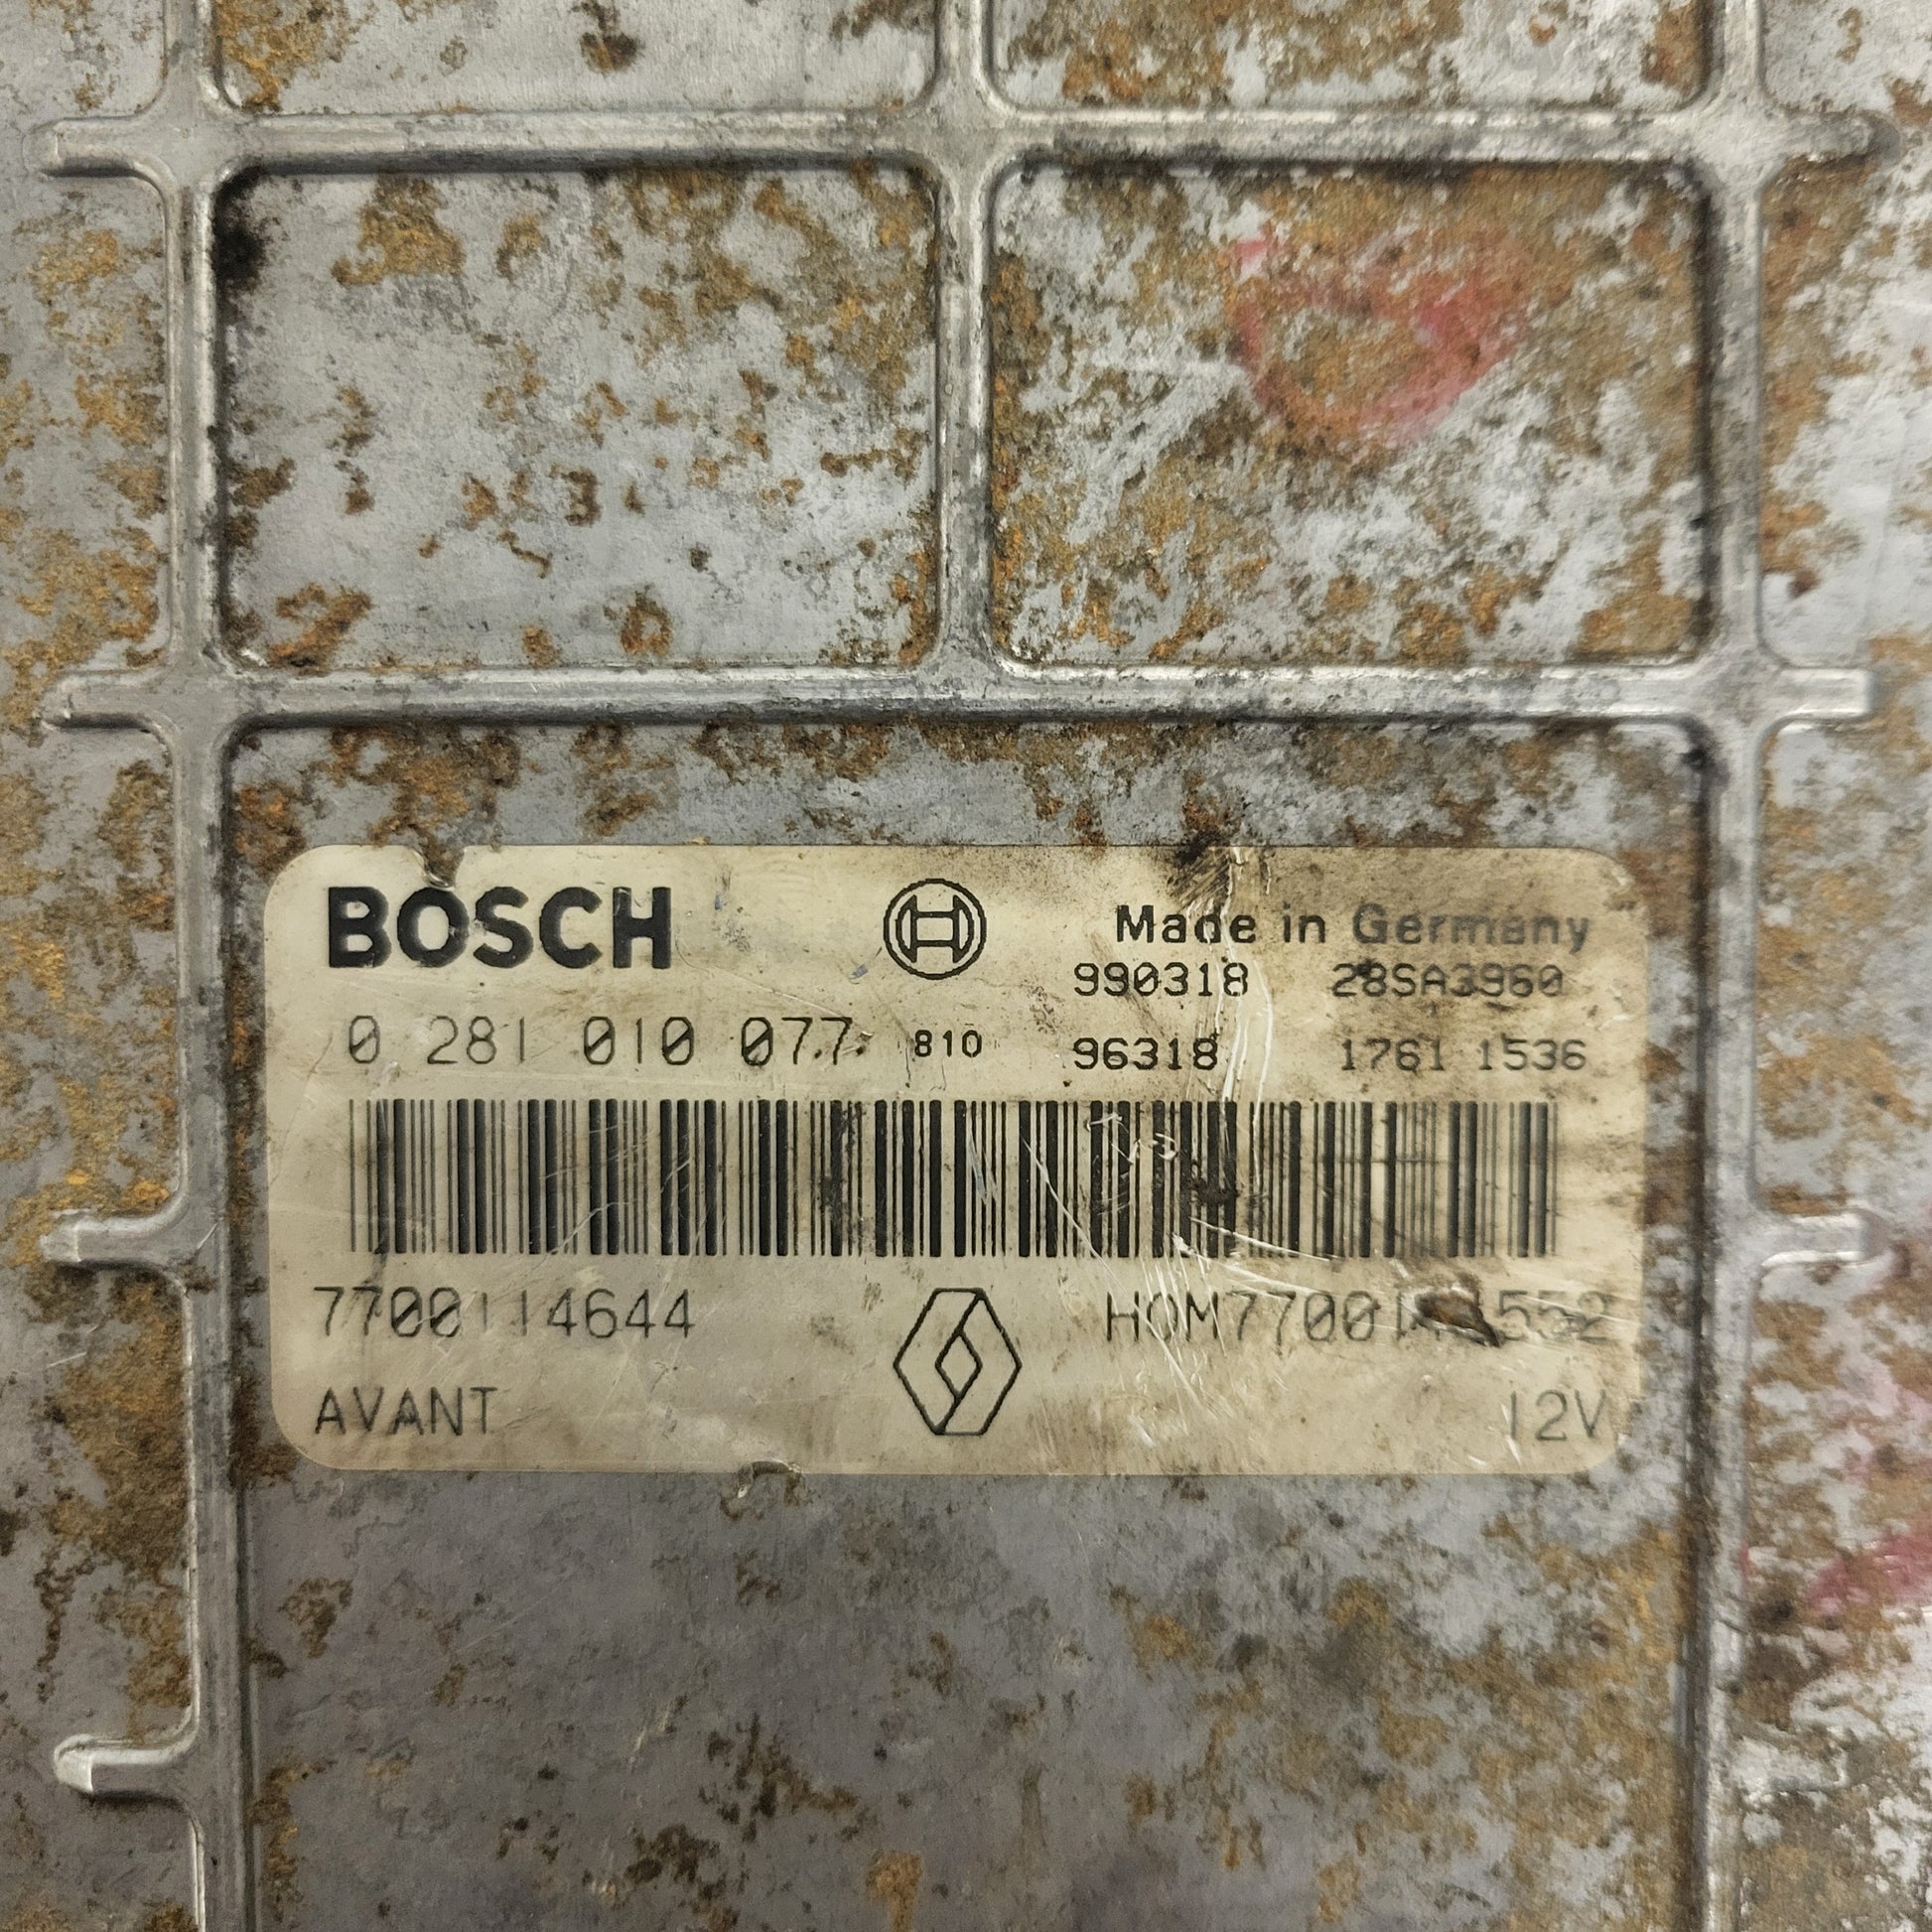 BOSCH Made in Germany
990318 28SA3960
0 281 010 077 810 96318 1761 1536
7700114644
AVANT 12V